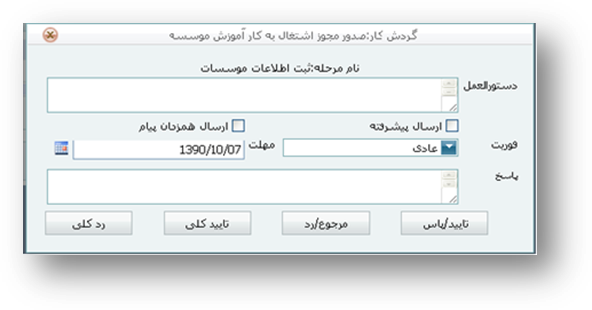 گردش کار:صدور مجوز اشتغال به کار آموزش موسسه
نام مرحله:ثبت اطلاعات موسسات
دستورالعمل
ارسال پیشرفته ارسال همزمان پیام
فوریت عادی مهلت 1390/10/07
پاسخ
تایید/پاس مرجوع/رد تایید کلی رد کلی